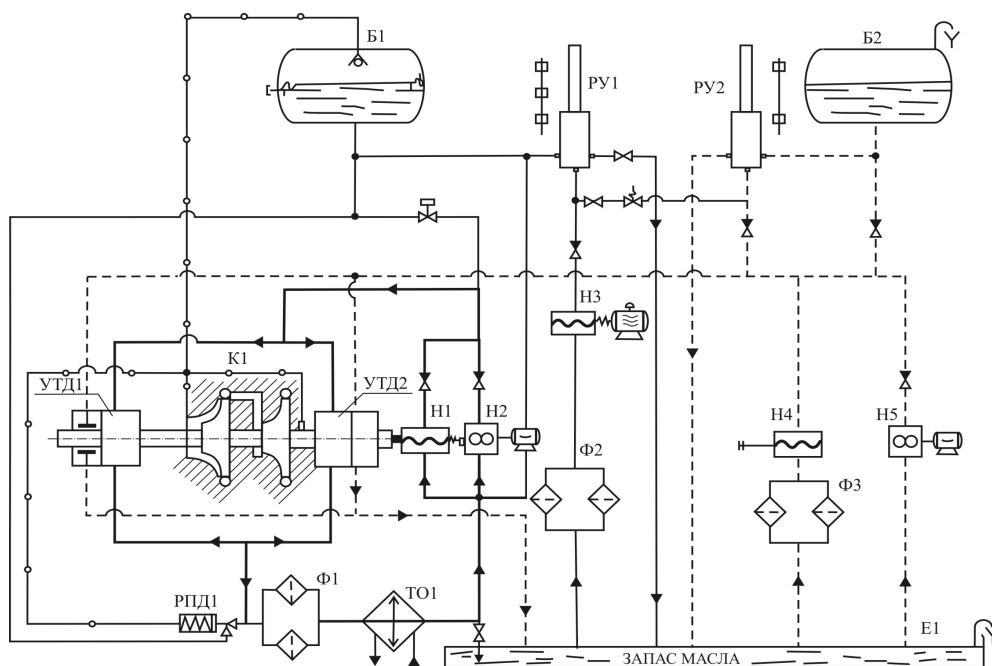 Б1
Б2
РУ1
РУ2
Н3
К1
УТД1
УТД2
Н1
Н2
Н4
Н5
Ф2
Ф3
Ф1
РПД1
ТО1
Е1
ЗАПАС МАСЛА